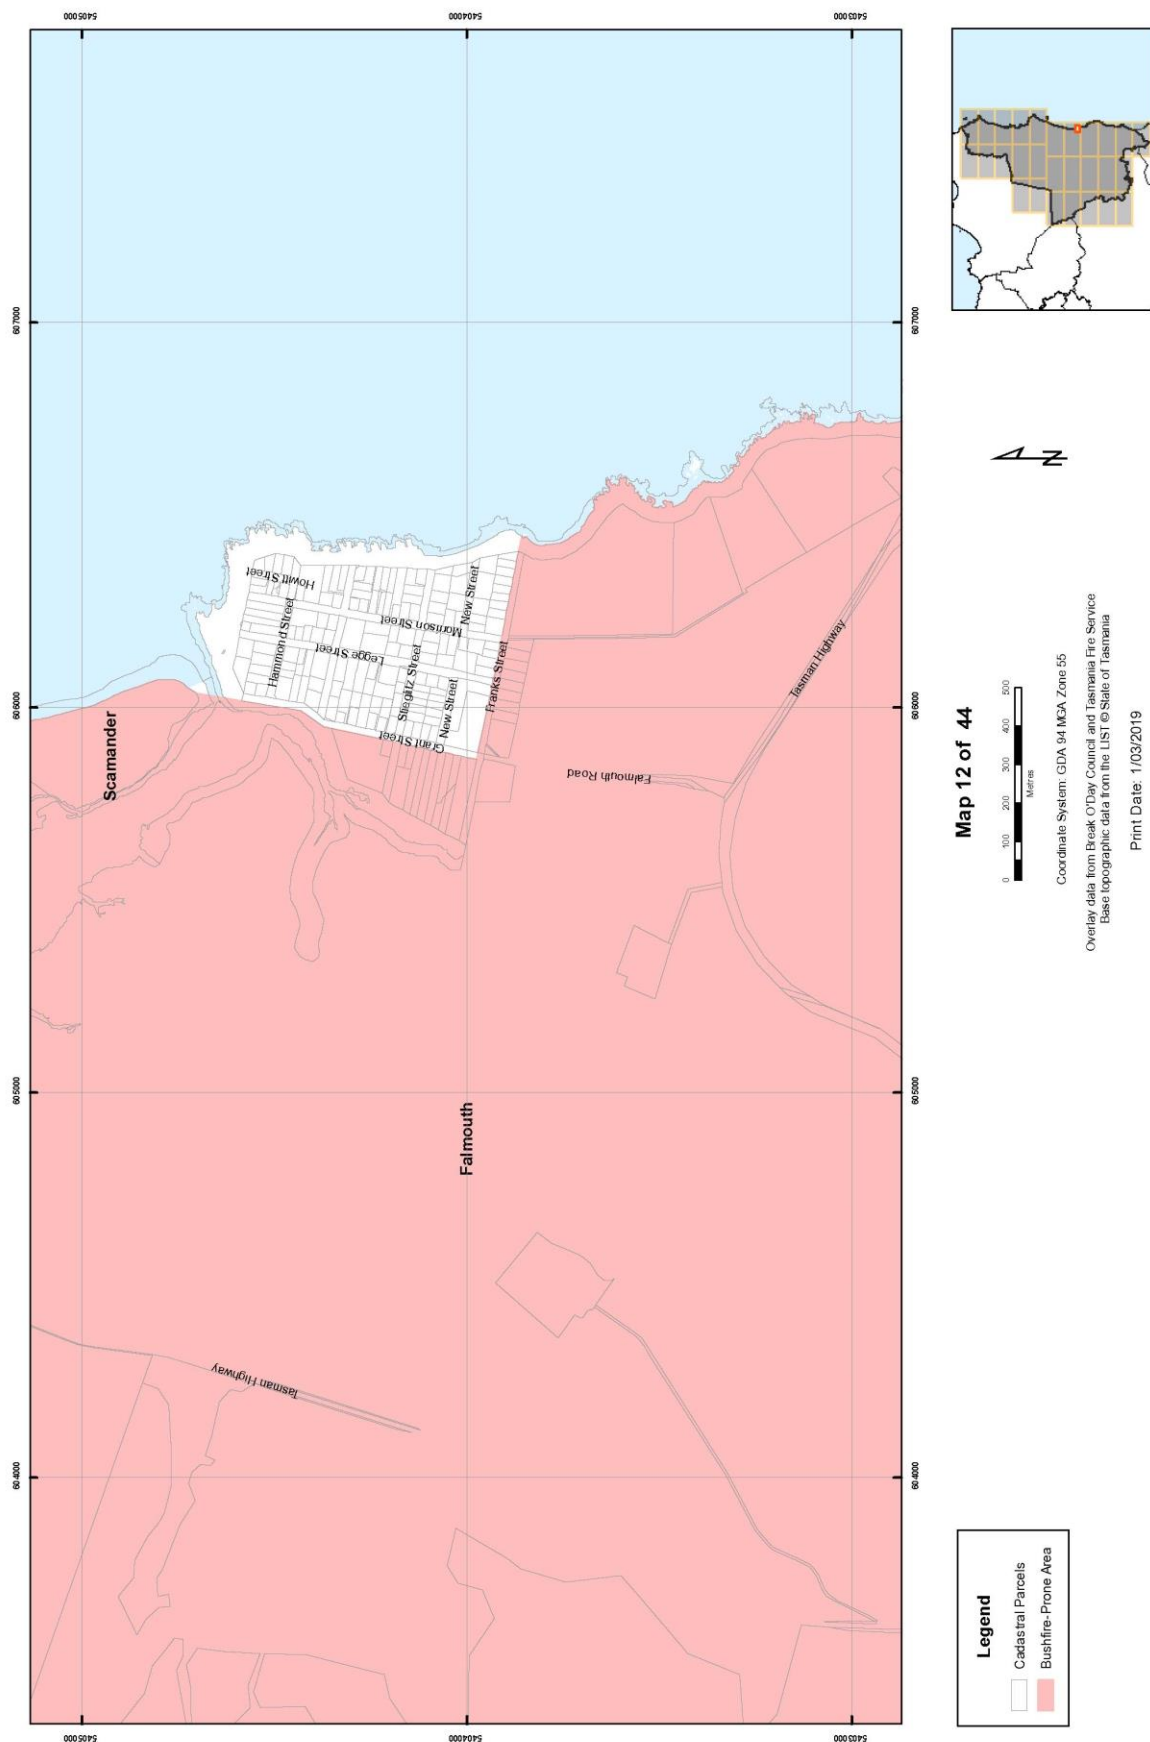 604000
605000
606000
607000
5405000
5405000
Scamander
Tasman Highway
Howitt Street
Hammond Street
Legge Street
Morrison Street
Stieglitz Street
Grant Street
New Street
New Street
5404000
Falmouth
5404000
Franks Street
Falmouth Road
Tasman Highway
5403000
5403000
604000
605000
606000
607000
Legend
Cadastral Parcels
Bushfire-Prone Area
Map 12 of 44
0 100 200 300 400 500
Metres
Coordinate System: GDA 94 MGA Zone 55
Overlay data from Break O'Day Council and Tasmania Fire Service
Base topographic data from the LIST © State of Tasmania
Print Date: 1/03/2019
N